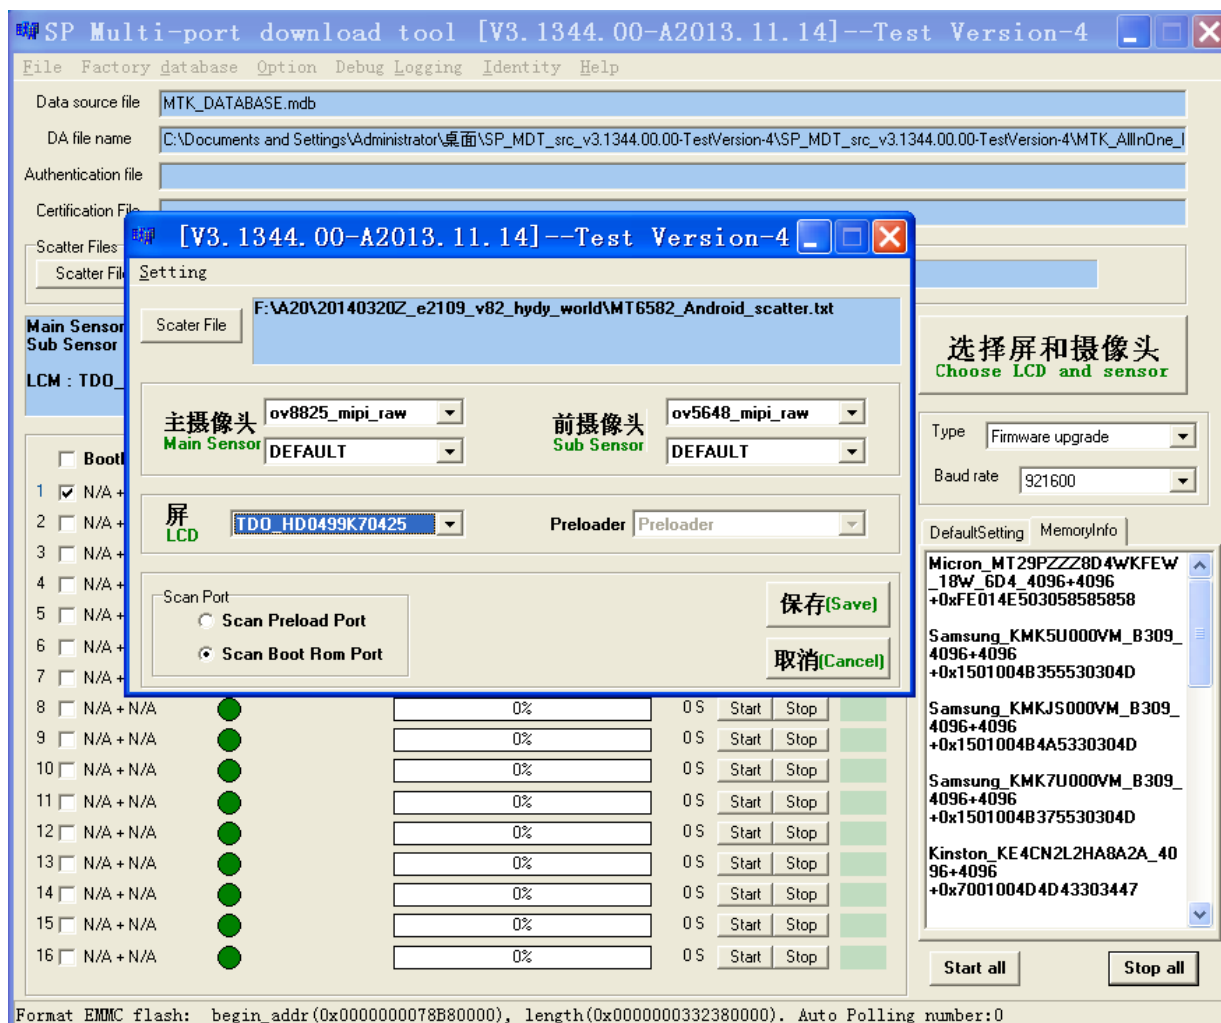 SP Multi-port download tool [V3.1344.00-A2013.11.14]--Test Version-4
File Factory database Option Debug Logging Identity Help
Data source file MTK_DATABASE.mdb
DA file name C:\Documents and Settings\Administrator\桌面\SP_MDT_src_v3.1344.00.00-TestVersion-4\SP_MDT_src_v3.1344.00.00-TestVersion-4\MTK_AllInOne_
Authentication file
Certification File
Scatter Files
Scatter Fil
Main Sensor
Sub Sensor
LCM : TDO_
[V3.1344.00-A2013.11.14]--Test Version-4
Setting
Scater File
F:\A20\20140320Z_e2109_v82_hydy_world\MT6582_Android_scatter.txt
主摄像头
Main Sensor
ov8825_mipi_raw
DEFAULT
前摄像头
Sub Sensor
ov5648_mipi_raw
DEFAULT
屏
LCD
TDO_HD0499K70425
Preloader Preloader
Scan Port
Scan Preload Port
Scan Boot Rom Port
保存(Save)
取消(Cancel)
选择屏和摄像头
Choose LCD and sensor
Type Firmware upgrade
Baud rate 921600
DefaultSetting MemoryInfo
Micron_MT29PZZZ8D4WKFEW
_18W_6D4_4096+4096
+0xFE014E503058585858
Samsung_KMK5U000VM_B309_
4096+4096
+0x1501004B355530304D
Samsung_KMKJS000VM_B309_
4096+4096
+0x1501004B4A5330304D
Samsung_KMK7U000VM_B309_
4096+4096
+0x1501004B375530304D
Kinston_KE4CN2L2HA8A2A_40
96+4096
+0x7001004D4D43303447
Start all Stop all
Bootl
1 N/A +
2 N/A +
3 N/A +
4 N/A +
5 N/A +
6 N/A +
7 N/A +
8 N/A + N/A 0% 0 S Start Stop
9 N/A + N/A 0% 0 S Start Stop
10 N/A + N/A 0% 0 S Start Stop
11 N/A + N/A 0% 0 S Start Stop
12 N/A + N/A 0% 0 S Start Stop
13 N/A + N/A 0% 0 S Start Stop
14 N/A + N/A 0% 0 S Start Stop
15 N/A + N/A 0% 0 S Start Stop
16 N/A + N/A 0% 0 S Start Stop
Format EMMC flash: begin_addr(0x0000000078B80000), length(0x0000000332380000). Auto Polling number:0